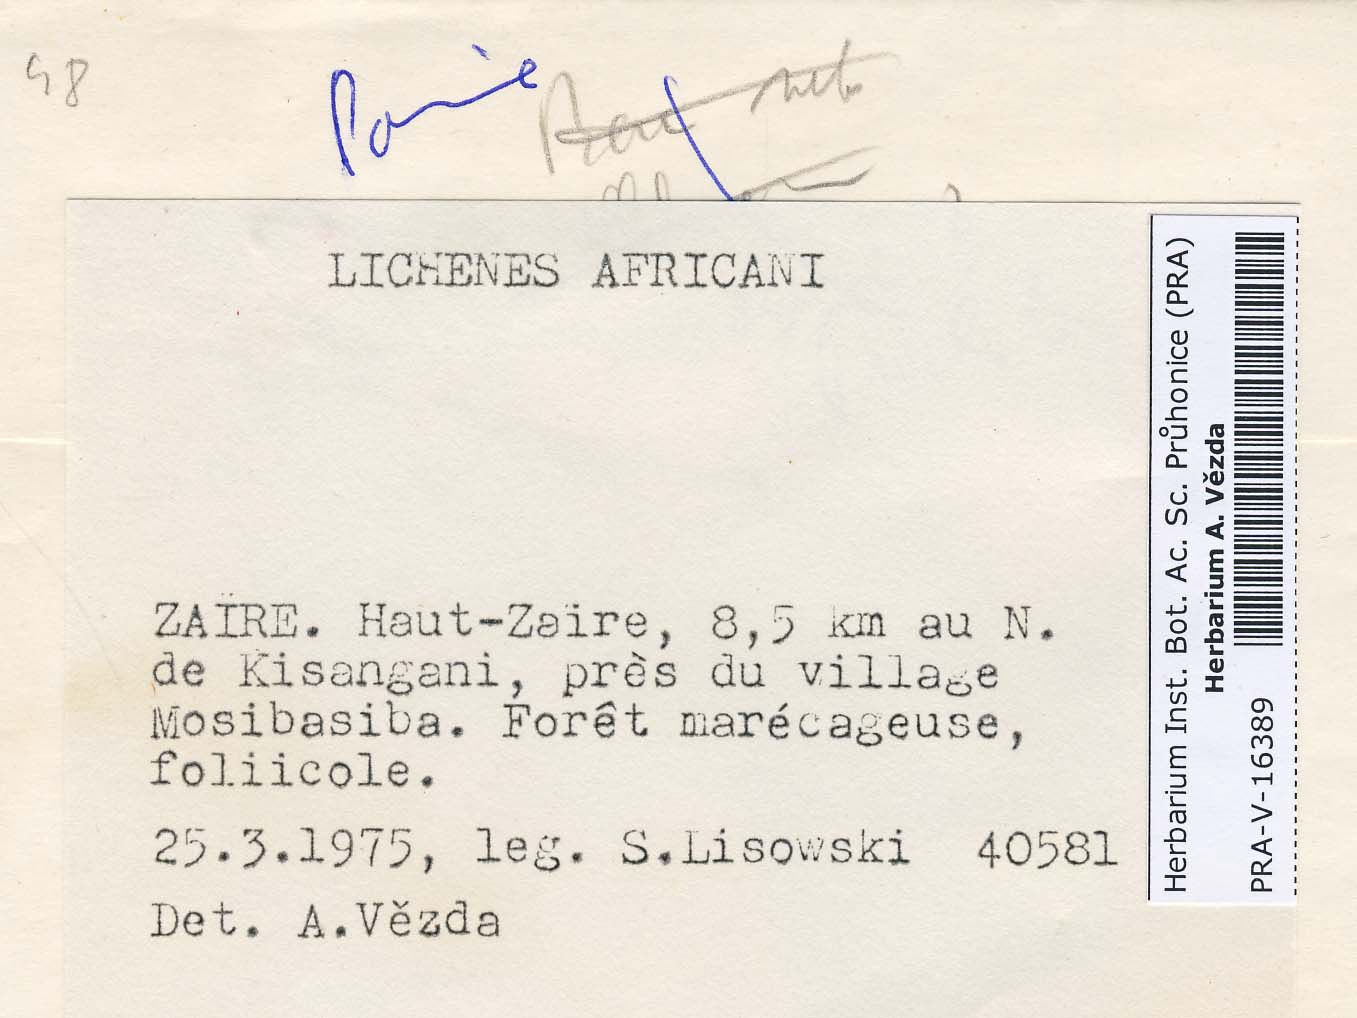 48
LICHENES AFRICANI
ZAÏRE. Haut-Zaïre, 8,5 km au N.
de Kisangani, près du village
Mosibasiba. Forêt marécageuse,
foliicole.
25.3.1975, leg. S.Lisowski 40581
Det. A.Vězda
Herbarium Inst. Bot. Ac. Sc. Průhonice (PRA)
Herbarium A. Vězda
PRA-V-16389